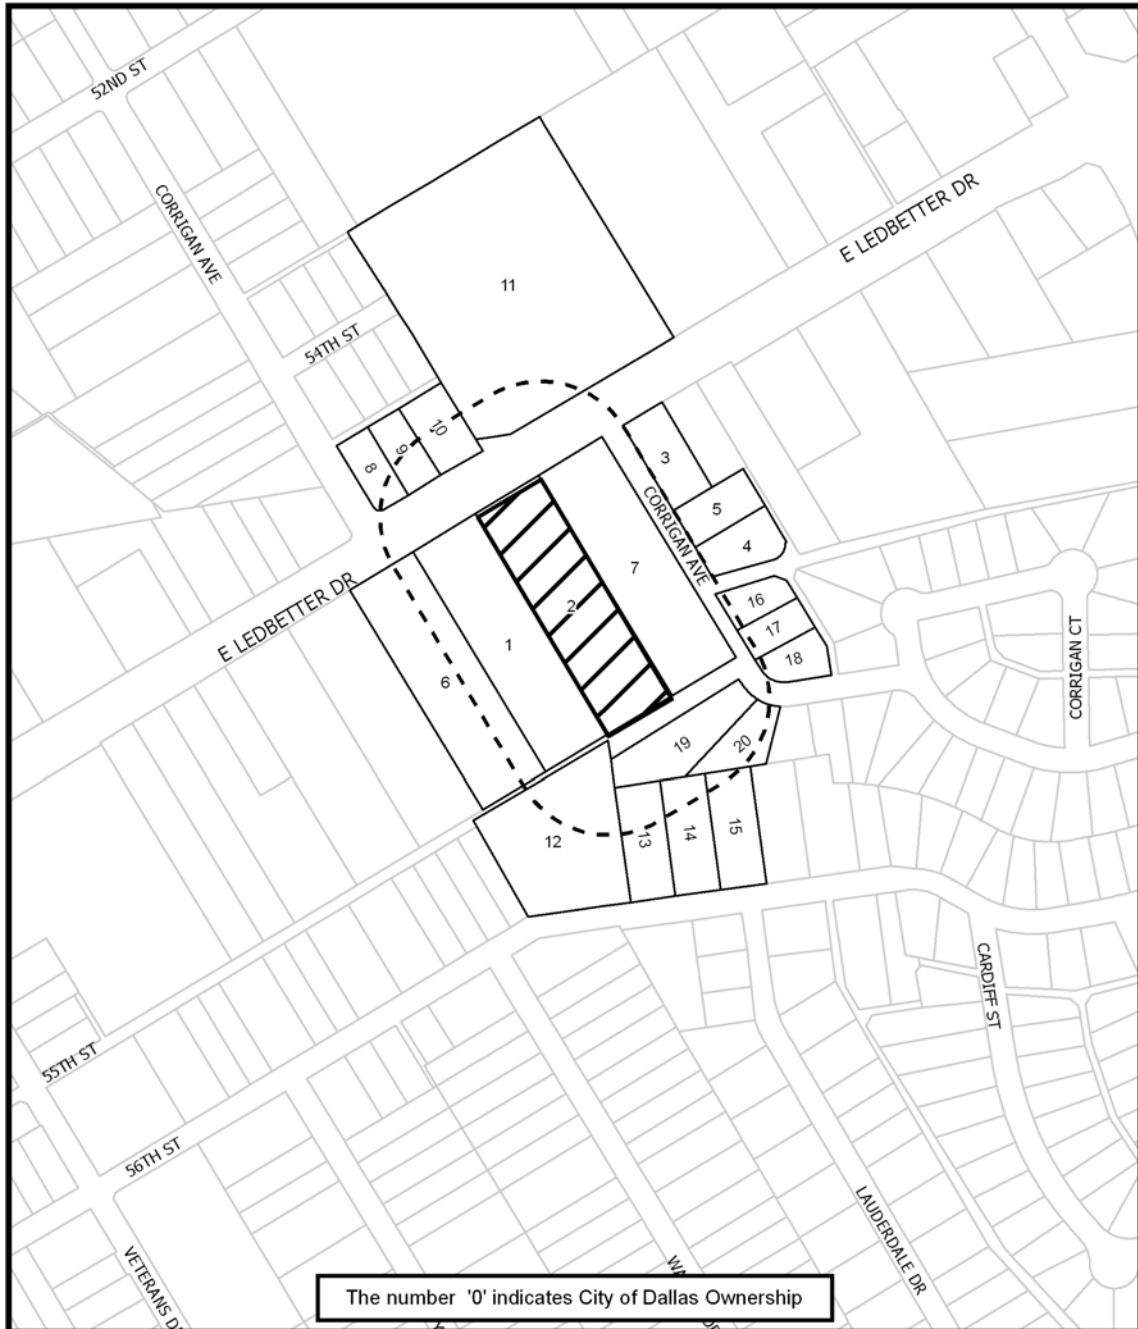 52ND ST
CORRIGAN AVE
E LEDBETTER DR
11
54TH ST
10
9
8
3
5
4
CORRIGAN AVE
7
2
1
6
E LEDBETTER DR
16
17
18
CORRIGAN CT
19
20
12
13
14
15
CARDIFF ST
55TH ST
56TH ST
LAUDERDALE DR
VETERANS D
The number '0' indicates City of Dallas Ownership